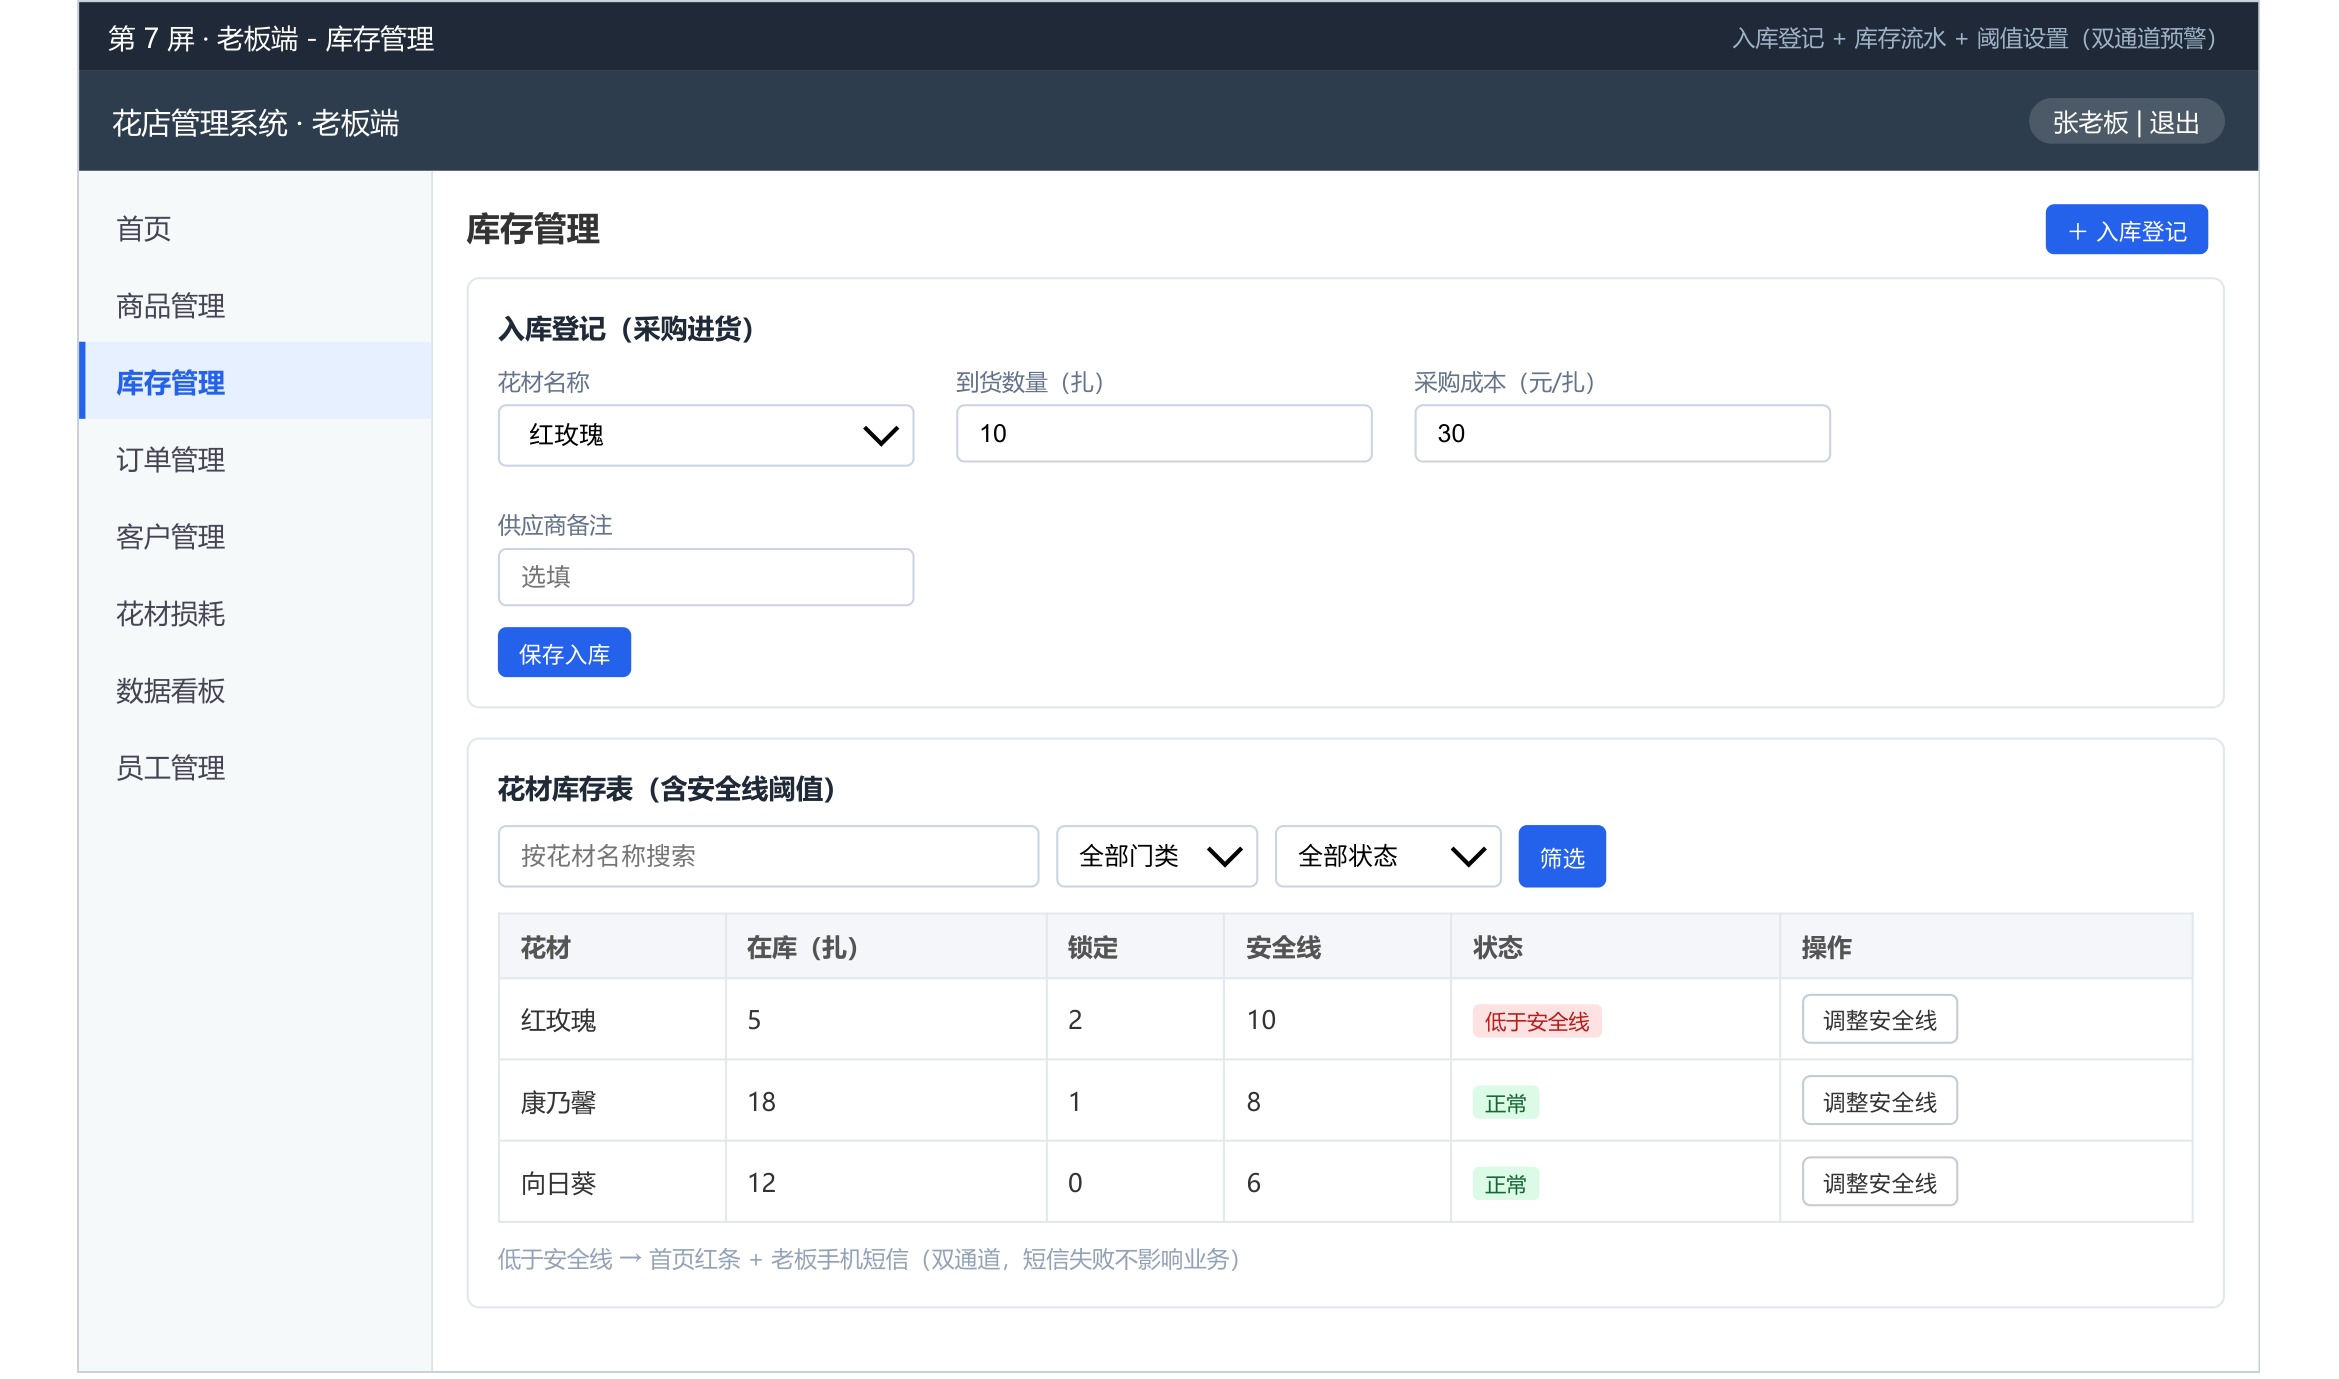 第 7 屏 · 老板端 - 库存管理
入库登记 + 库存流水 + 阈值设置（双通道预警）
花店管理系统 · 老板端
张老板 | 退出
首页
商品管理
库存管理
订单管理
客户管理
花材损耗
数据看板
员工管理
库存管理
＋ 入库登记
入库登记（采购进货）
花材名称
到货数量（扎）
采购成本（元/扎）
红玫瑰
10
30
供应商备注
选填
保存入库
花材库存表（含安全线阈值）
按花材名称搜索
全部门类
全部状态
筛选
花材 在库（扎） 锁定 安全线 状态 操作
红玫瑰 5 2 10 低于安全线 调整安全线
康乃馨 18 1 8 正常 调整安全线
向日葵 12 0 6 正常 调整安全线
低于安全线 → 首页红条 + 老板手机短信（双通道，短信失败不影响业务）